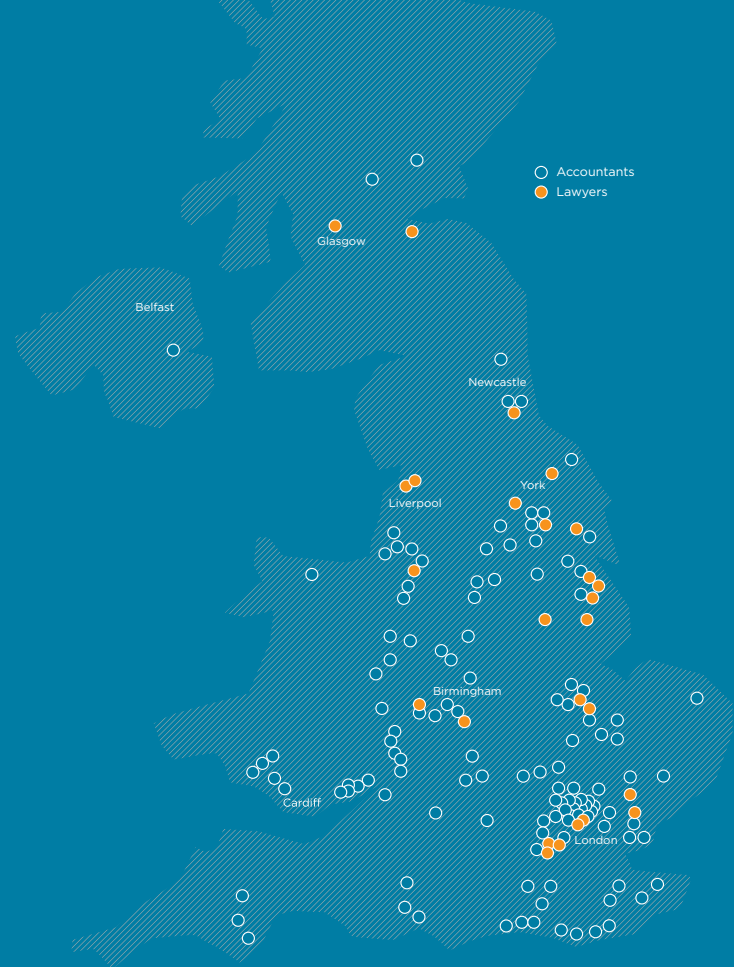 Accountants
Lawyers
Glasgow
Belfast
Newcastle
York
Liverpool
Birmingham
Cardiff
London